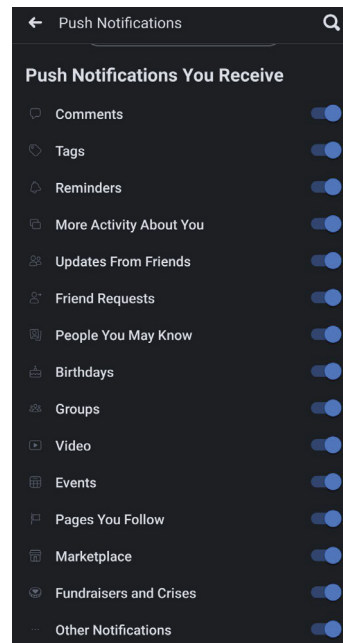 Push Notifications
Push Notifications You Receive
Comments
Tags
Reminders
More Activity About You
Updates From Friends
Friend Requests
People You May Know
Birthdays
Groups
Video
Events
Pages You Follow
Marketplace
Fundraisers and Crises
Other Notifications